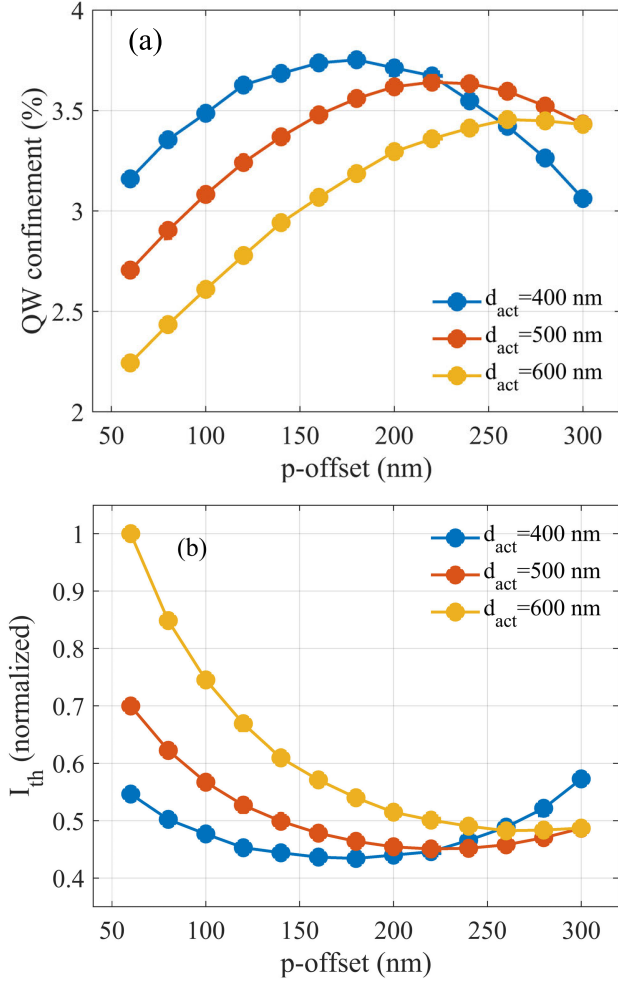 4
(a)
3.5
3
2.5
2
QW confinement (%)
d_act=400 nm
d_act=500 nm
d_act=600 nm
50 100 150 200 250 300
p-offset (nm)
1
(b)
0.9
0.8
0.7
0.6
0.5
0.4
I_th (normalized)
d_act=400 nm
d_act=500 nm
d_act=600 nm
50 100 150 200 250 300
p-offset (nm)